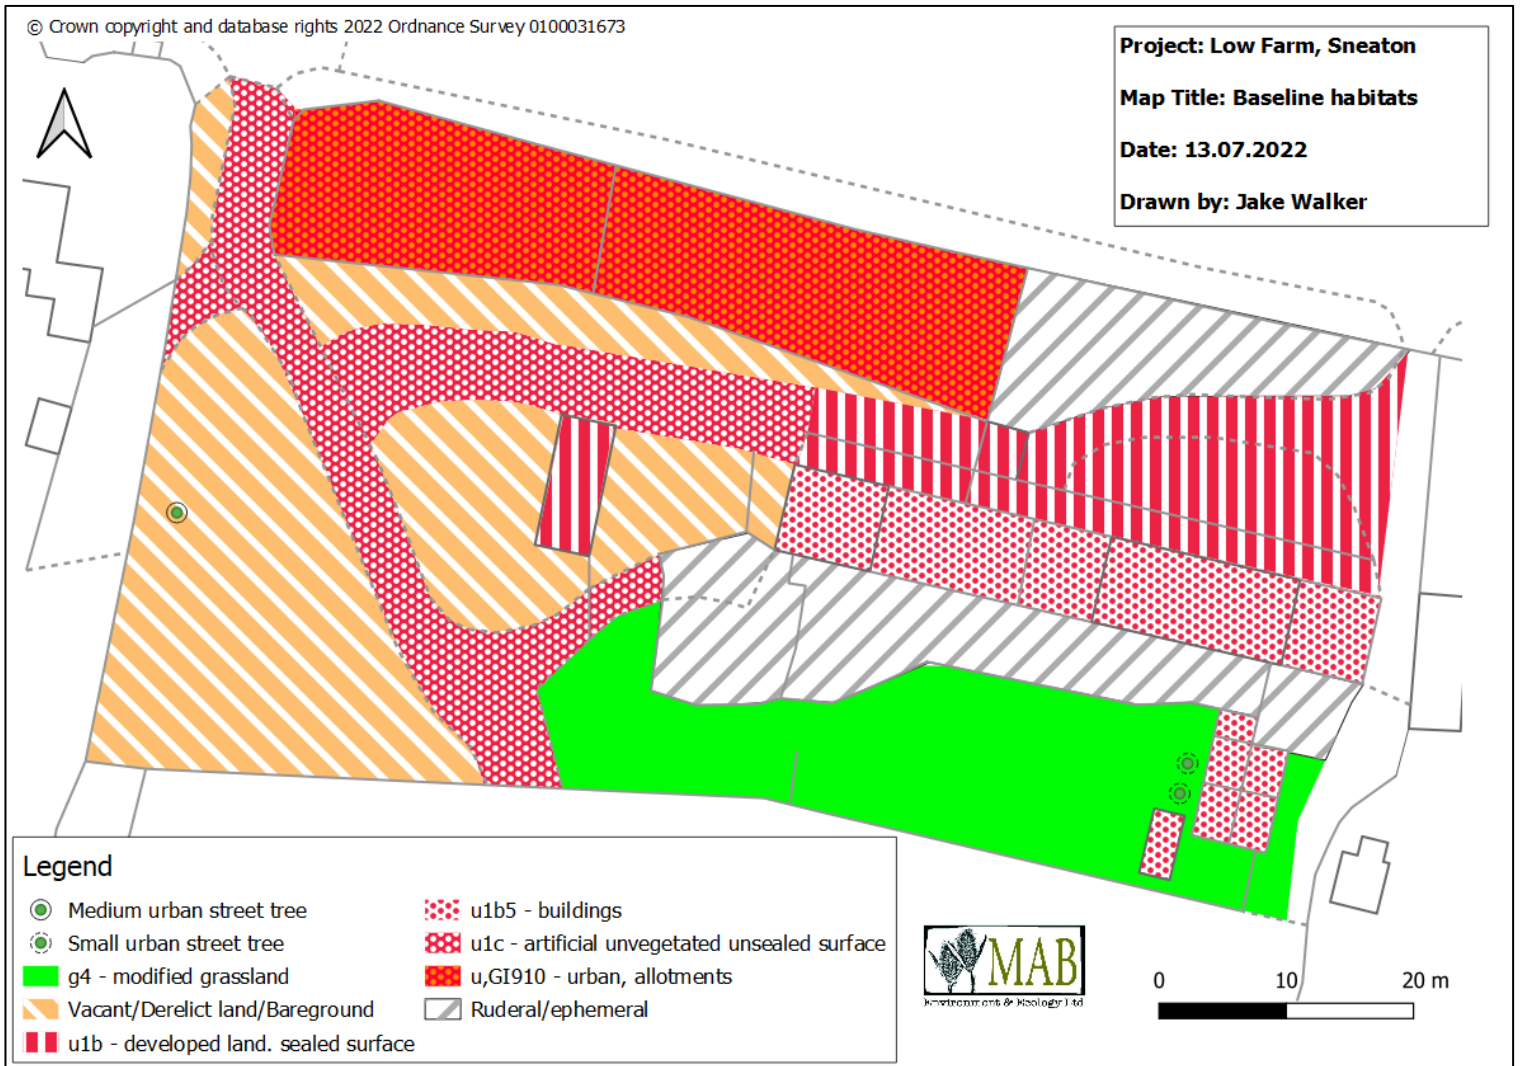 © Crown copyright and database rights 2022 Ordnance Survey 0100031673
Project: Low Farm, Sneaton
Map Title: Baseline habitats
Date: 13.07.2022
Drawn by: Jake Walker
Legend
Medium urban street tree
Small urban street tree
g4 - modified grassland
Vacant/Derelict land/Bareground
u1b - developed land. sealed surface
u1b5 - buildings
u1c - artificial unvegetated unsealed surface
u,GI910 - urban, allotments
Ruderal/ephemeral
MAB
Environment & Ecology Ltd
0 10 20 m